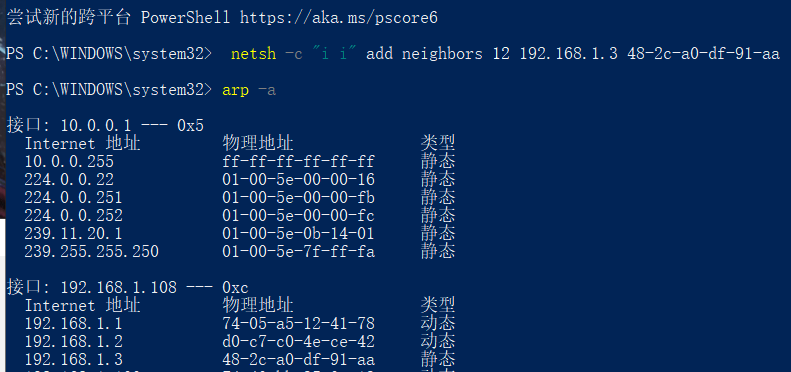 尝试新的跨平台 PowerShell https://aka.ms/pscore6
PS C:\WINDOWS\system32>  netsh -c "i i" add neighbors 12 192.168.1.3 48-2c-a0-df-91-aa
PS C:\WINDOWS\system32> arp -a
接口: 10.0.0.1 --- 0x5
  Internet 地址         物理地址              类型
  10.0.0.255            ff-ff-ff-ff-ff-ff     静态
  224.0.0.22            01-00-5e-00-00-16     静态
  224.0.0.251           01-00-5e-00-00-fb     静态
  224.0.0.252           01-00-5e-00-00-fc     静态
  239.11.20.1           01-00-5e-0b-14-01     静态
  239.255.255.250       01-00-5e-7f-ff-fa     静态
接口: 192.168.1.108 --- 0xc
  Internet 地址         物理地址              类型
  192.168.1.1           74-05-a5-12-41-78     动态
  192.168.1.2           d0-c7-c0-4e-ce-42     动态
  192.168.1.3           48-2c-a0-df-91-aa     静态